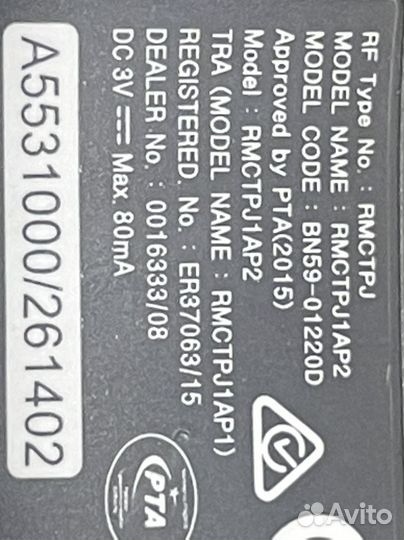 RF Type No. : RMCTPJ
MODEL NAME : RMCTPJ1AP2
MODEL CODE : BN59-01220D
Approved by PTA(2015)
Model : RMCTPJ1AP2
TRA (MODEL NAME : RMCTPJ1AP1)
REGISTERED. No. : ER37063/15
DEALER No. : 0016333/08
DC 3V Max. 80mA
A5531000/261402
PTA
Avito